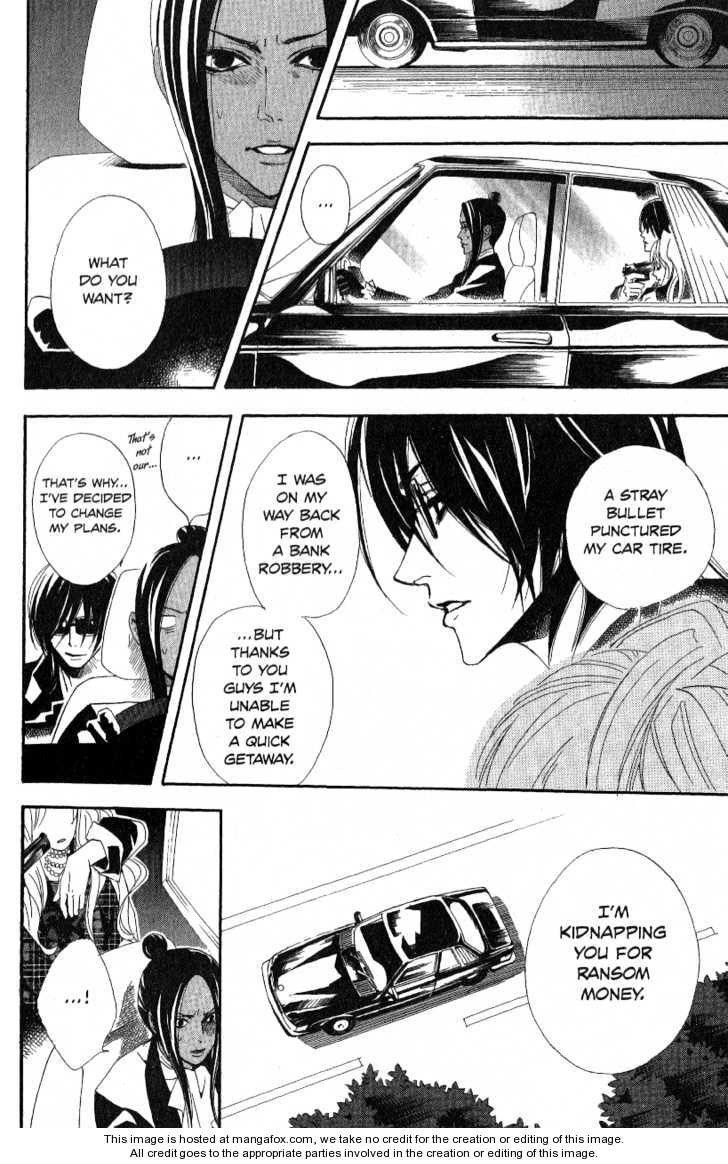 WHAT
DO YOU
WANT?
...
A STRAY
BULLET
PUNCTURED
MY CAR TIRE.
I WAS
ON MY
WAY BACK
FROM
A BANK
ROBBERY...
...BUT
THANKS
TO YOU
GUYS I'M
UNABLE
TO MAKE
A QUICK
GETAWAY.
...
That's
not
our...
THAT'S WHY...
I'VE DECIDED
TO CHANGE
MY PLANS.
I'M
KIDNAPPING
YOU FOR
RANSOM
MONEY.
...!
This image is hosted at mangafox.com, we take no credit for the creation or editing of this image.
All credit goes to the appropriate parties involved in the creation or editing of this image.